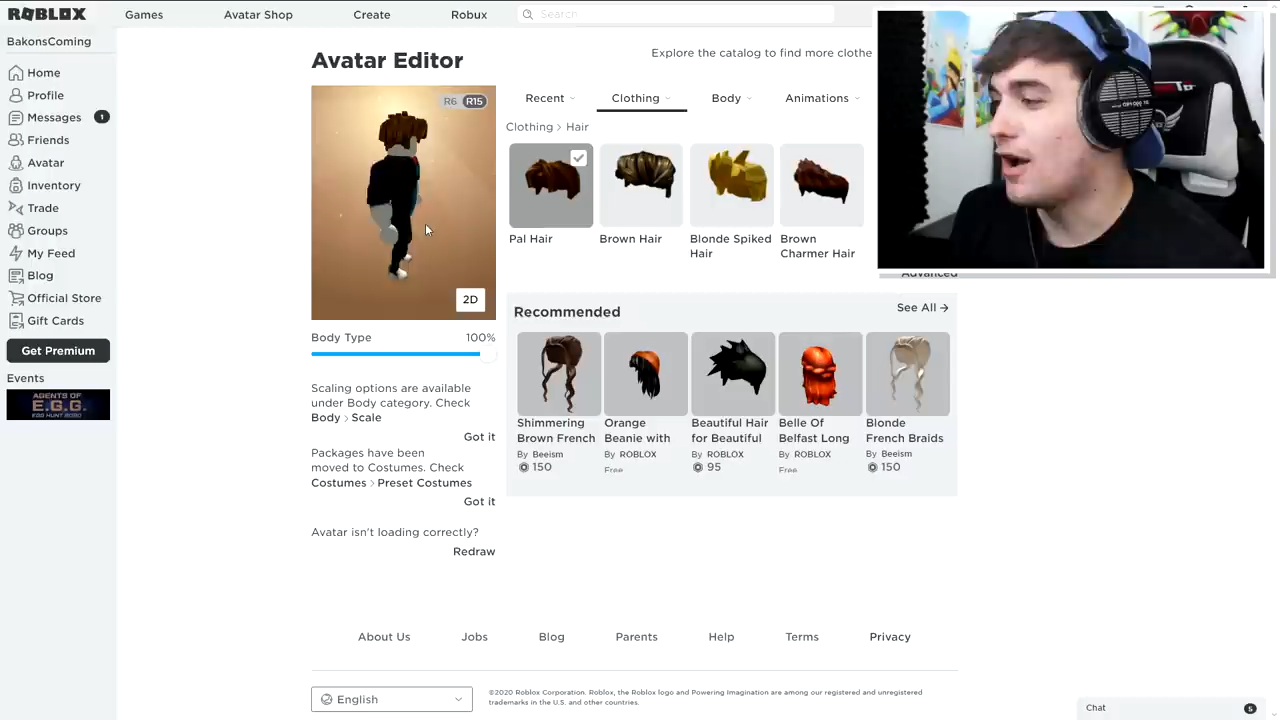 ROBLOX
Games
Avatar Shop
Create
Robux
Search
BakonsComing
Home
Profile
Messages
1
Friends
Avatar
Inventory
Trade
Groups
My Feed
Blog
Official Store
Gift Cards
Get Premium
Events
AGENTS OF
E.G.G.
EGG HUNT 2020
Avatar Editor
Explore the catalog to find more clothe
R6 R15
2D
Body Type 100%
Scaling options are available
under Body category. Check
Body > Scale
Got it
Packages have been
moved to Costumes. Check
Costumes > Preset Costumes
Got it
Avatar isn't loading correctly?
Redraw
Recent
Clothing
Body
Animations
Clothing > Hair
Pal Hair
Brown Hair
Blonde Spiked
Hair
Brown
Charmer Hair
Advanced
Recommended
See All →
Shimmering
Brown French
By Beeism
150
Orange
Beanie with
By ROBLOX
Free
Beautiful Hair
for Beautiful
By ROBLOX
95
Belle Of
Belfast Long
By ROBLOX
Free
Blonde
French Braids
By Beeism
150
About Us
Jobs
Blog
Parents
Help
Terms
Privacy
English
©2020 Roblox Corporation. Roblox, the Roblox logo and Powering Imagination are among our registered and unregistered
trademarks in the U.S. and other countries.
Chat
5